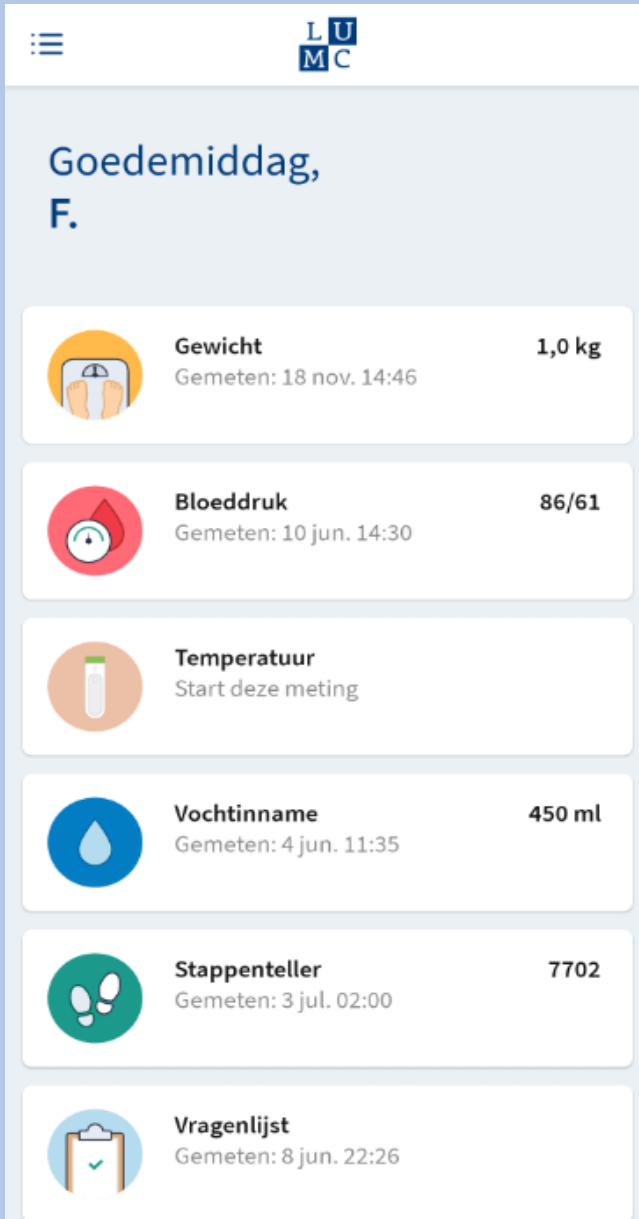 L U
M C
Goedemiddag,
F.
Gewicht 1,0 kg
Gemeten: 18 nov. 14:46
Bloeddruk 86/61
Gemeten: 10 jun. 14:30
Temperatuur
Start deze meting
Vochtinname 450 ml
Gemeten: 4 jun. 11:35
Stappenteller 7702
Gemeten: 3 jul. 02:00
Vragenlijst
Gemeten: 8 jun. 22:26